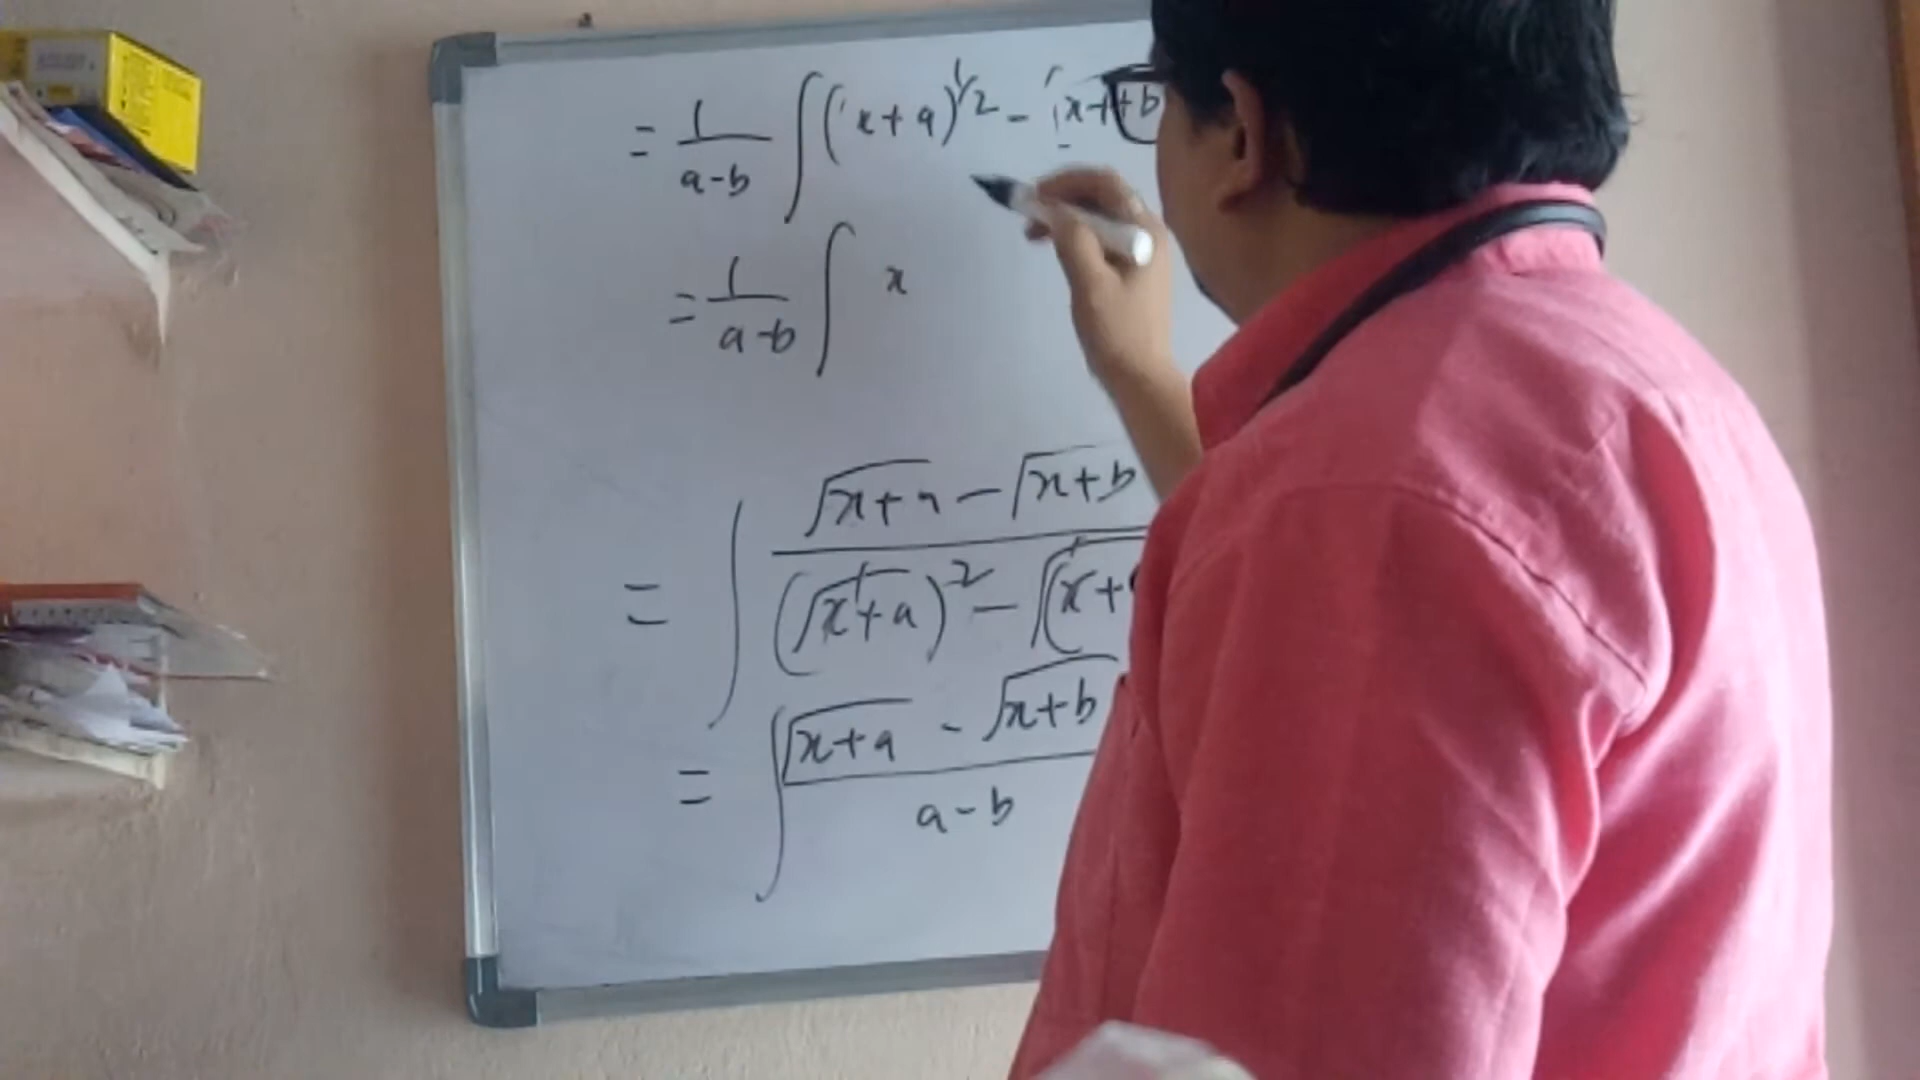 = 1/(a-b) ∫ (x+a)^1/2 - (x+b
= 1/(a-b) ∫ x
= ∫ (√x+a - √x+b)/((√x+a)^2 - √(x+
= ∫ (√x+a - √x+b)/(a-b)